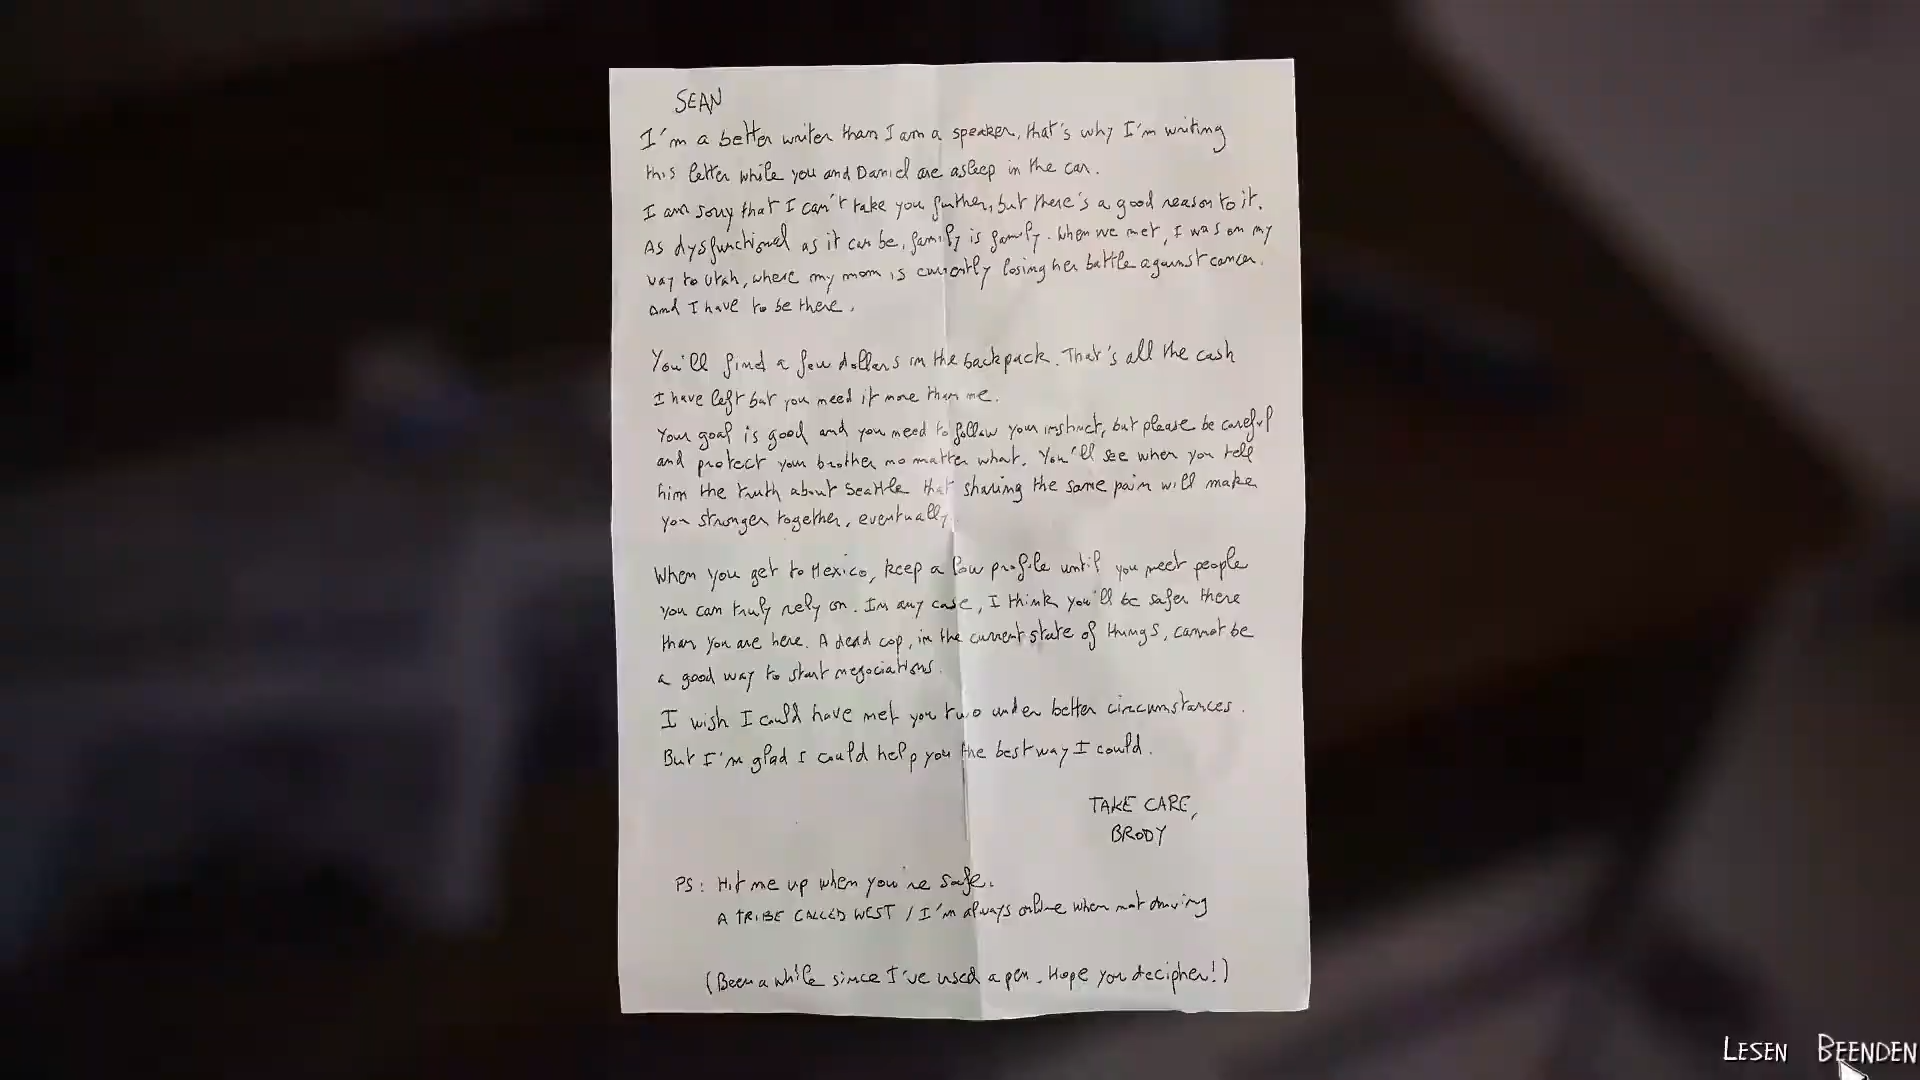 SEAN
I'm a better writer than I am a speaker, that's why I'm writing
this letter while you and Daniel are asleep in the car.
I am sorry that I can't take you further, but there's a good reason to it.
As dysfunctional as it can be, family is family. When we met, I was on my
way to Utah, where my mom is currently losing her battle against cancer.
And I have to be there.
You'll find a few dollars in the backpack. That's all the cash
I have left but you need it more than me.
Your goal is good and you need to follow your instinct, but please be careful
and protect your brother no matter what. You'll see when you tell
him the truth about Seattle that sharing the same pain will make
you stronger together, eventually.
When you get to Mexico, keep a low profile until you meet people
you can truly rely on. In any case, I think you'll be safer there
than you are here. A dead cop, in the current state of things, cannot be
a good way to start negociations.
I wish I could have met you two under better circumstances.
But I'm glad I could help you the best way I could.
TAKE CARE,
BRODY
PS: Hit me up when you're safe.
A TRIBE CALLED WEST / I'm always online when not driving
(Been a while since I've used a pen. Hope you decipher!)
LESEN BEENDEN